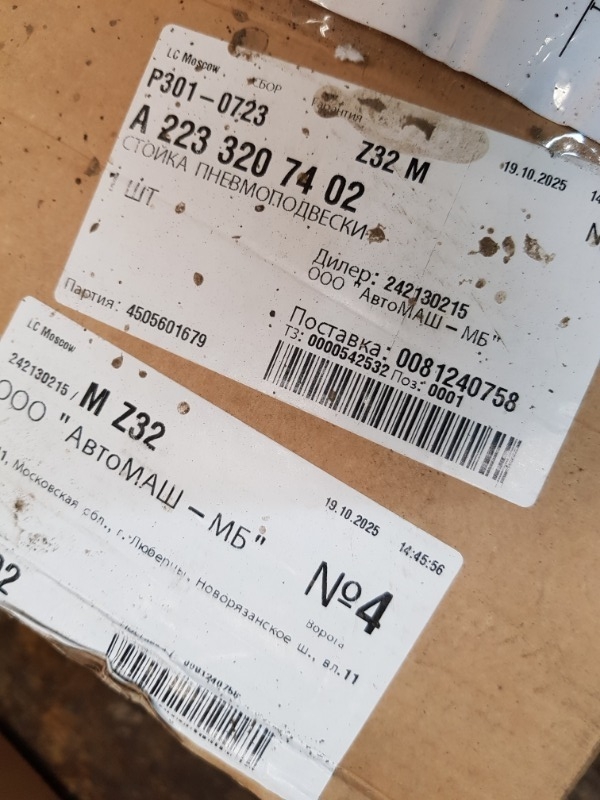 LC Moscow
P301-0723
Z32 M
19.10.2025
A 223 320 74 02
СТОЙКА ПНЕВМОПОДВЕСКИ
1 ШТ.
Дилер: 242130215
ООО "АвтоМАШ-МБ"
Партия: 4505601679
Поставка: 0081240758
ТЗ: 0000542532 Поз: 0001
LC Moscow
242130215 / M Z32
ООО "АвтоМАШ-МБ"
Московская обл., г. Люберцы, Новорязанское ш., вл.11
19.10.2025 14:45:56
№4
Ворота